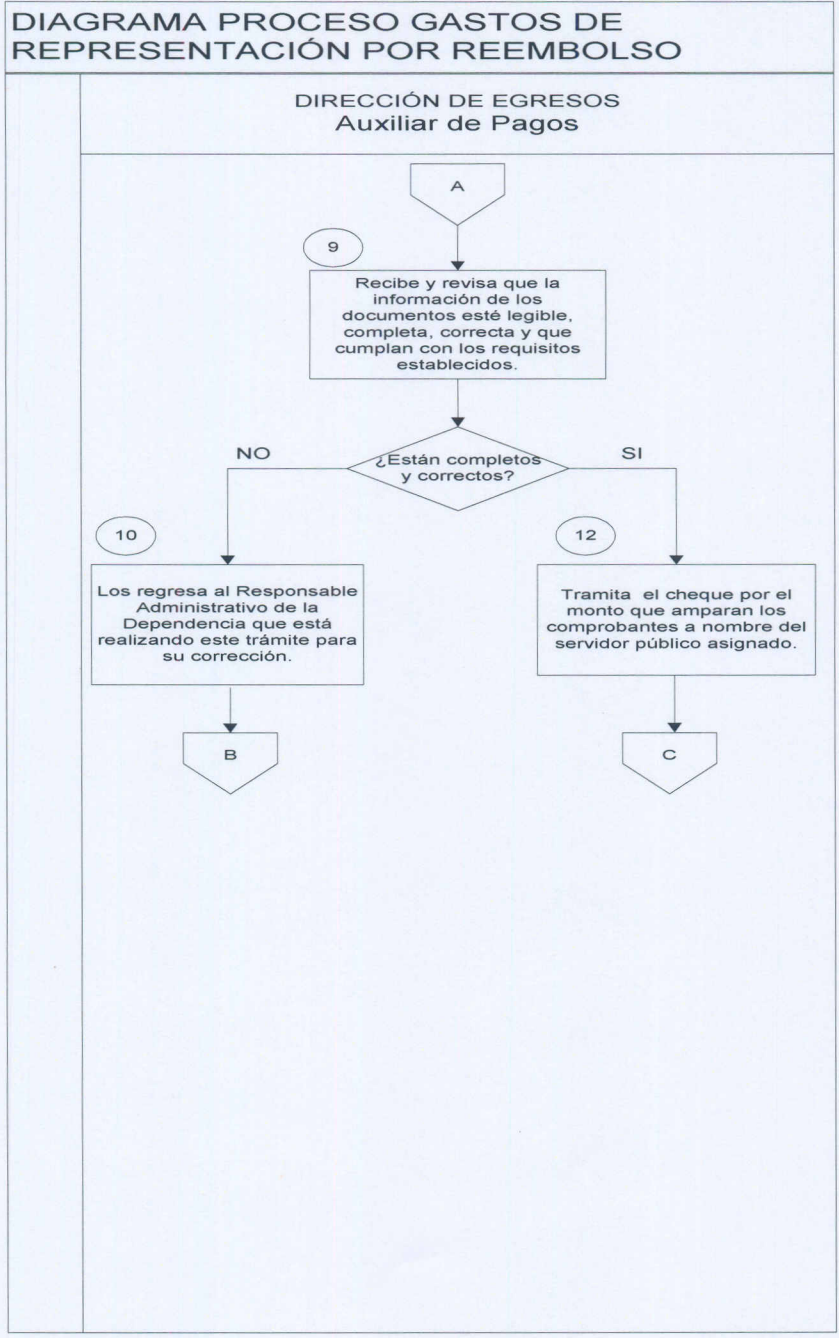 DIAGRAMA PROCESO GASTOS DE
REPRESENTACIÓN POR REEMBOLSO
DIRECCIÓN DE EGRESOS
Auxiliar de Pagos
A
9
Recibe y revisa que la
información de los
documentos esté legible,
completa, correcta y que
cumplan con los requisitos
establecidos.
NO
¿Están completos
y correctos?
SI
10
Los regresa al Responsable
Administrativo de la
Dependencia que está
realizando este trámite para
su corrección.
12
Tramita el cheque por el
monto que amparan los
comprobantes a nombre del
servidor público asignado.
B
C